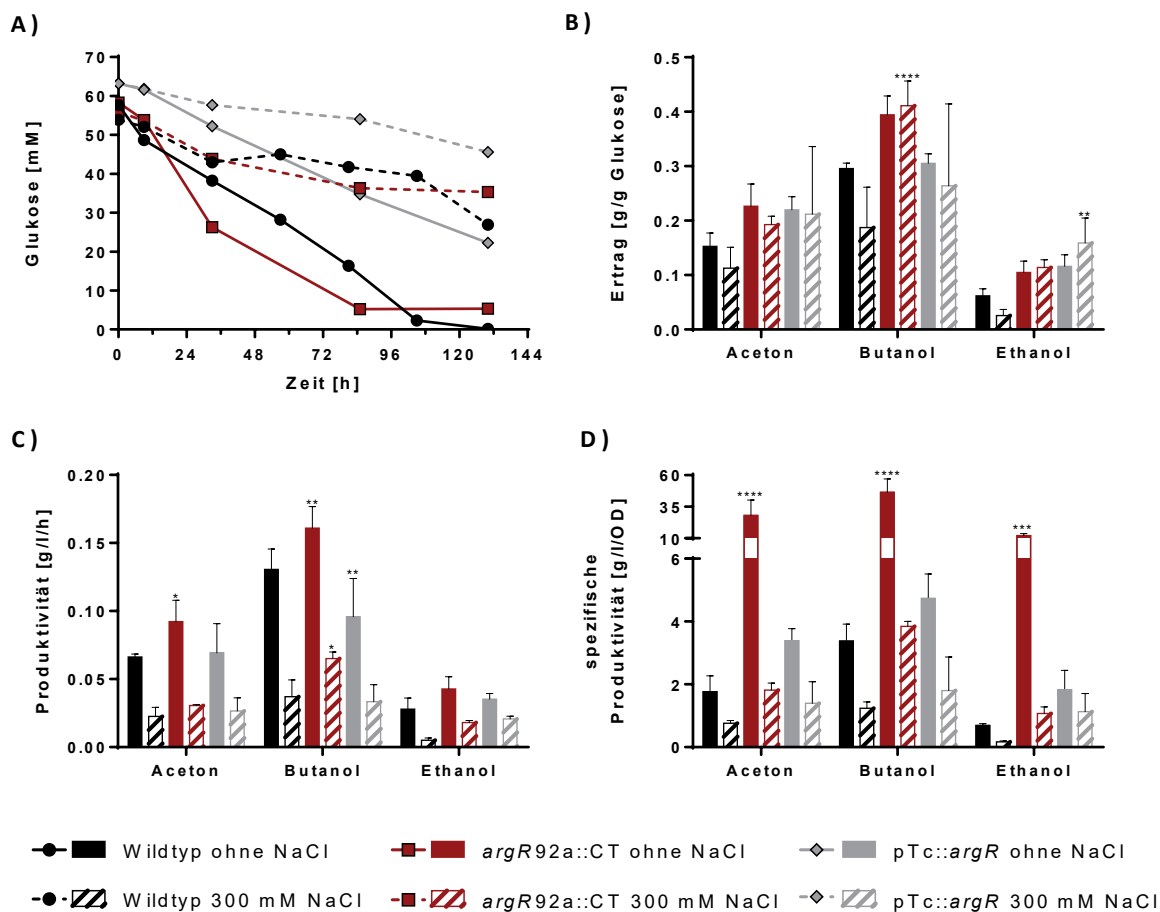 A)
70
60
50
40
30
20
10
0
Glukose [mM]
0 24 48 72 96 120 144
Zeit [h]
B)
0.5
0.4
0.3
0.2
0.1
0.0
Ertrag [g/g Glukose]
****
**
Aceton Butanol Ethanol
C)
0.20
0.15
0.10
0.05
0.00
Produktivität [g/l/h]
*
**
*
**
Aceton Butanol Ethanol
D)
60
35
10
6
4
2
0
spezifische
Produktivität [g/l/OD]
****
****
***
Aceton Butanol Ethanol
Wildtyp ohne NaCl argR92a::CT ohne NaCl pTc::argR ohne NaCl
Wildtyp 300 mM NaCl argR92a::CT 300 mM NaCl pTc::argR 300 mM NaCl